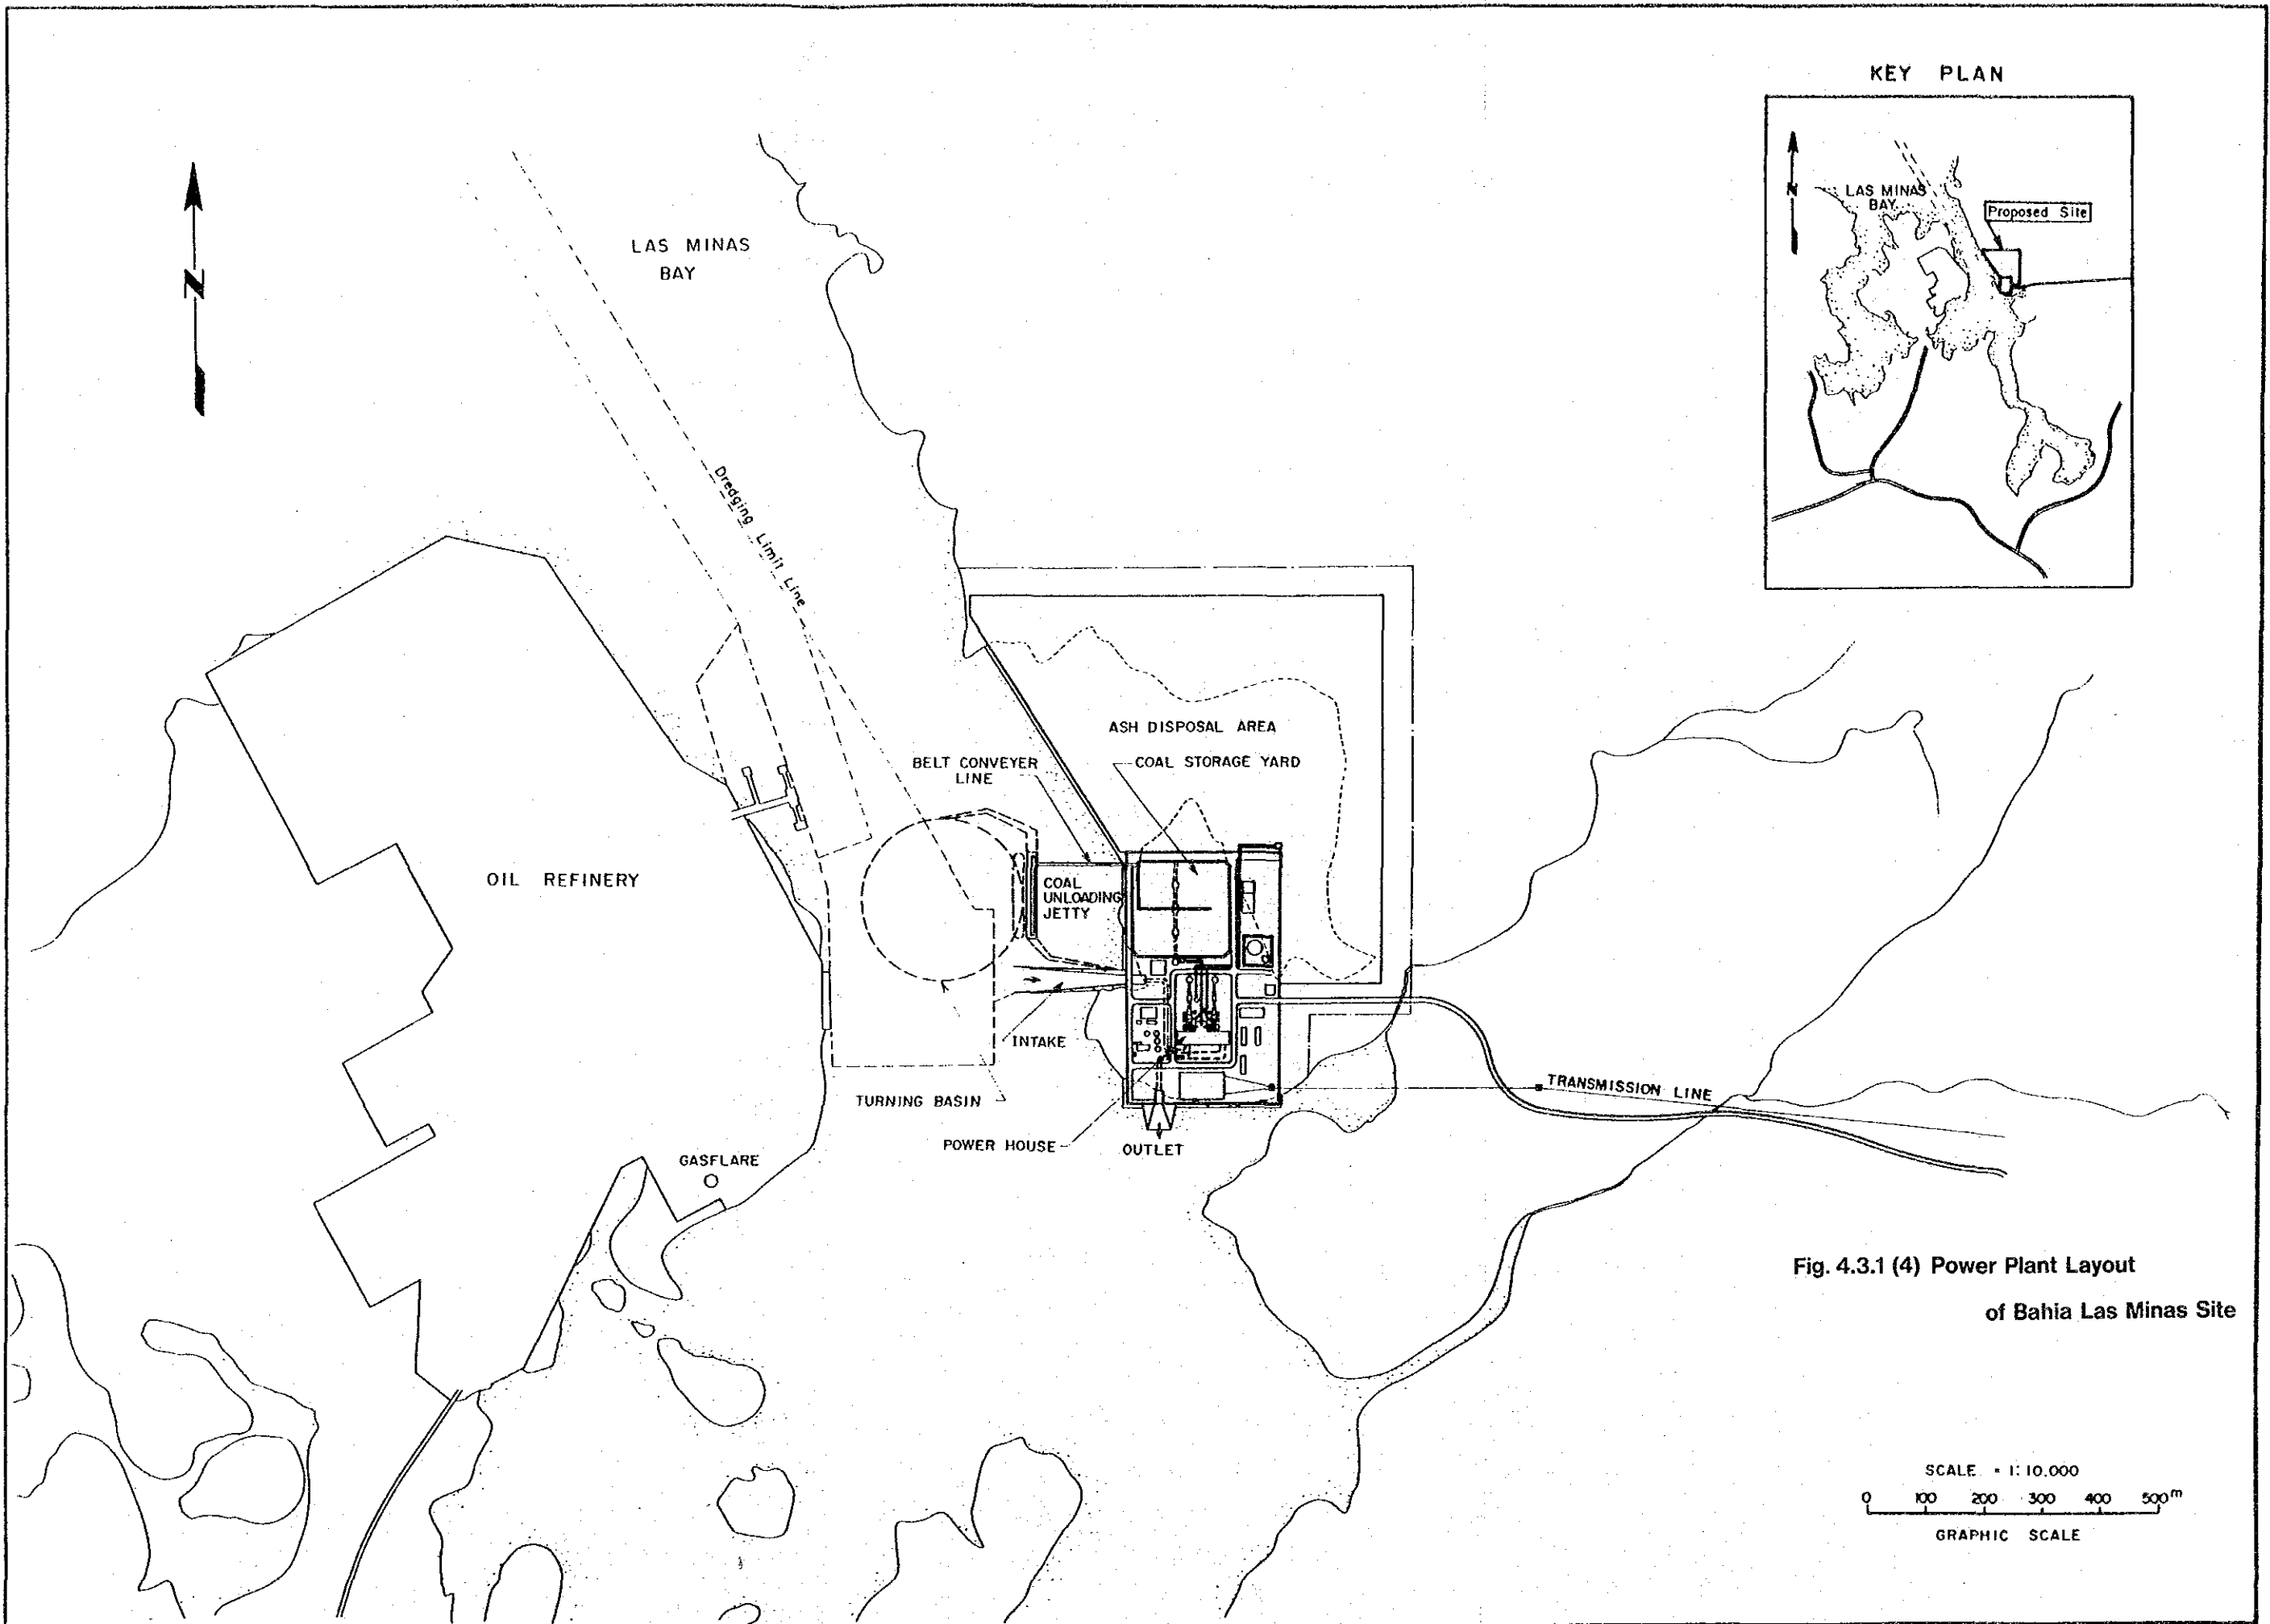 KEY PLAN
N
LAS MINAS
BAY
Proposed Site
N
LAS MINAS
BAY
Dredging Limit Line
ASH DISPOSAL AREA
BELT CONVEYER
LINE
COAL STORAGE YARD
OIL REFINERY
COAL
UNLOADING
JETTY
INTAKE
TURNING BASIN
TRANSMISSION LINE
POWER HOUSE
OUTLET
GASFLARE
Fig. 4.3.1 (4) Power Plant Layout
of Bahia Las Minas Site
SCALE = 1:10.000
0 100 200 300 400 500m
GRAPHIC SCALE